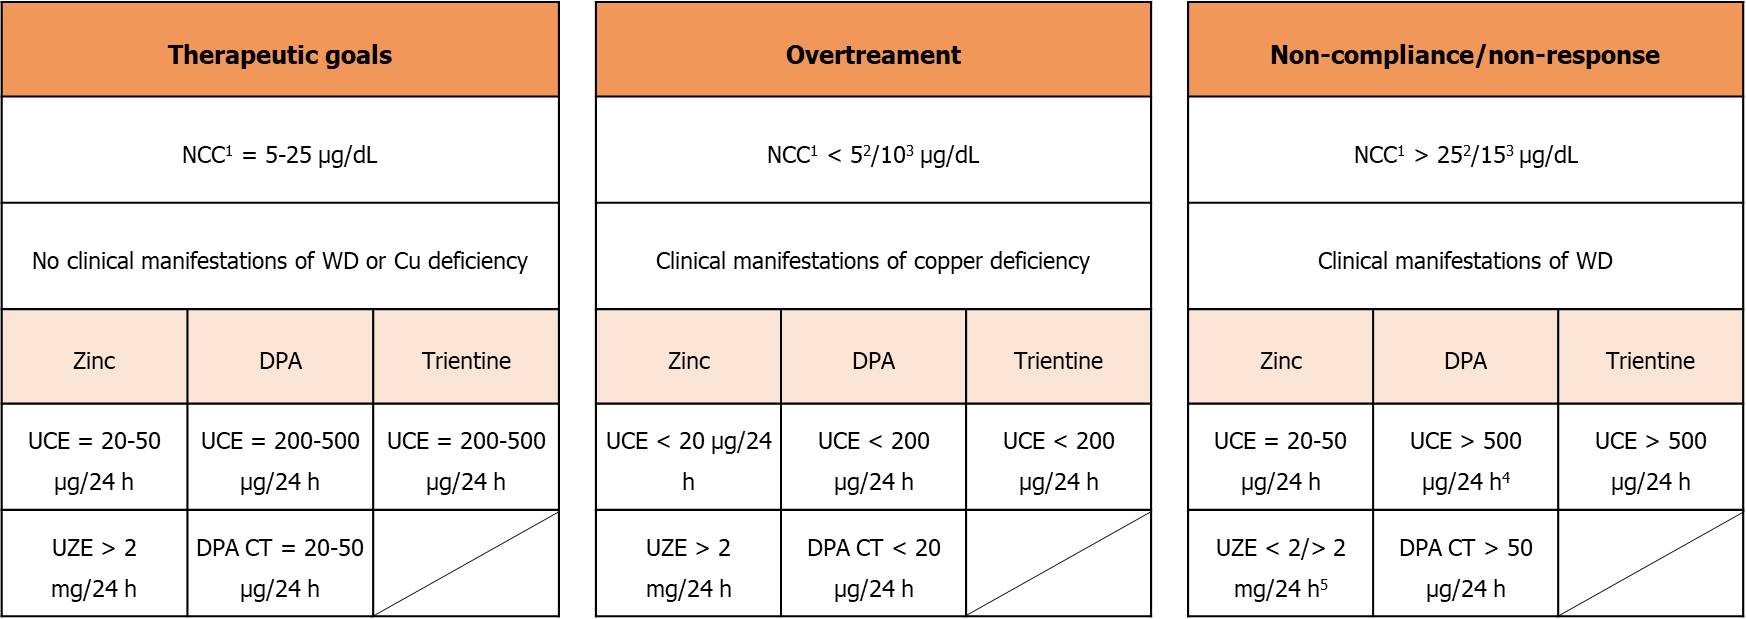 Therapeutic goals
NCC¹ = 5-25 µg/dL
No clinical manifestations of WD or Cu deficiency
Zinc
DPA
Trientine
UCE = 20-50
µg/24 h
UCE = 200-500
µg/24 h
UCE = 200-500
µg/24 h
UZE > 2
mg/24 h
DPA CT = 20-50
µg/24 h
Overtreament
NCC¹ < 5²/10³ µg/dL
Clinical manifestations of copper deficiency
Zinc
DPA
Trientine
UCE < 20 µg/24
h
UCE < 200
µg/24 h
UCE < 200
µg/24 h
UZE > 2
mg/24 h
DPA CT < 20
µg/24 h
Non-compliance/non-response
NCC¹ > 25²/15³ µg/dL
Clinical manifestations of WD
Zinc
DPA
Trientine
UCE = 20-50
µg/24 h
UCE > 500
µg/24 h⁴
UCE > 500
µg/24 h
UZE < 2/> 2
mg/24 h⁵
DPA CT > 50
µg/24 h